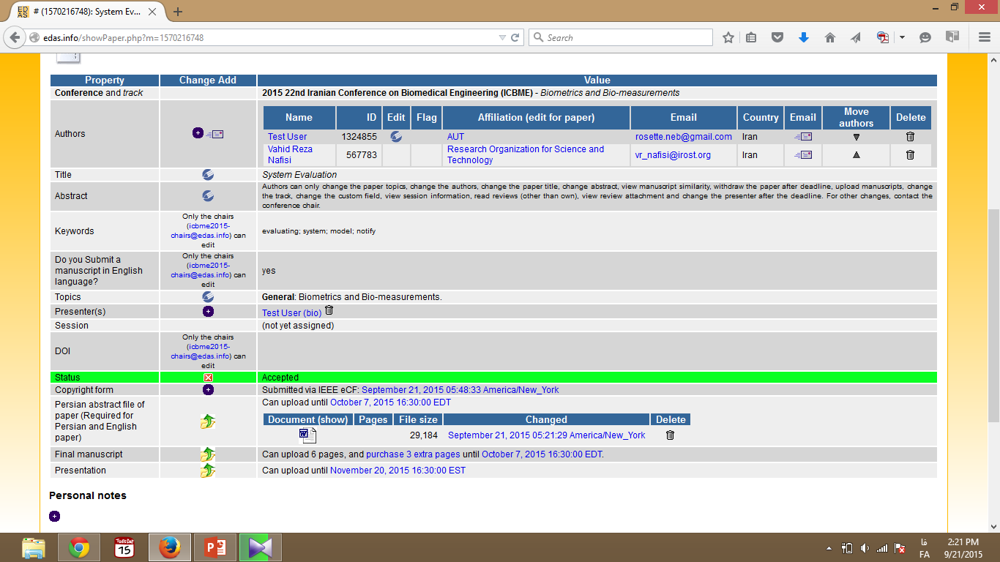 # (1570216748): System Ev...
edas.info/showPaper.php?m=1570216748
Search
Property Change Add Value
Conference and track 2015 22nd Iranian Conference on Biomedical Engineering (ICBME) - Biometrics and Bio-measurements
Authors
Name ID Edit Flag Affiliation (edit for paper) Email Country Email Move authors Delete
Test User 1324855 AUT rosette.neb@gmail.com Iran
Vahid Reza Nafisi 567783 Research Organization for Science and Technology vr_nafisi@irost.org Iran
Title System Evaluation
Abstract
Authors can only change the paper topics, change the authors, change the paper title, change abstract, view manuscript similarity, withdraw the paper after deadline, upload manuscripts, change
the track, change the custom field, view session information, read reviews (other than own), view review attachment and change the presenter after the deadline. For other changes, contact the
conference chair.
Keywords
Only the chairs
(icbme2015-
chairs@edas.info) can
edit
evaluating; system; model; notify
Do you Submit a
manuscript in English
language?
Only the chairs
(icbme2015-
chairs@edas.info) can
edit
yes
Topics General: Biometrics and Bio-measurements.
Presenter(s) Test User (bio)
Session (not yet assigned)
DOI
Only the chairs
(icbme2015-
chairs@edas.info) can
edit
Status Accepted
Copyright form Submitted via IEEE eCF: September 21, 2015 05:48:33 America/New_York
Persian abstract file of
paper (Required for
Persian and English
paper)
Can upload until October 7, 2015 16:30:00 EDT
Document (show) Pages File size Changed Delete
29,184 September 21, 2015 05:21:29 America/New_York
Final manuscript Can upload 6 pages, and purchase 3 extra pages until October 7, 2015 16:30:00 EDT.
Presentation Can upload until November 20, 2015 16:30:00 EST
Personal notes
TUESDAY
15
فا
FA
2:21 PM
9/21/2015